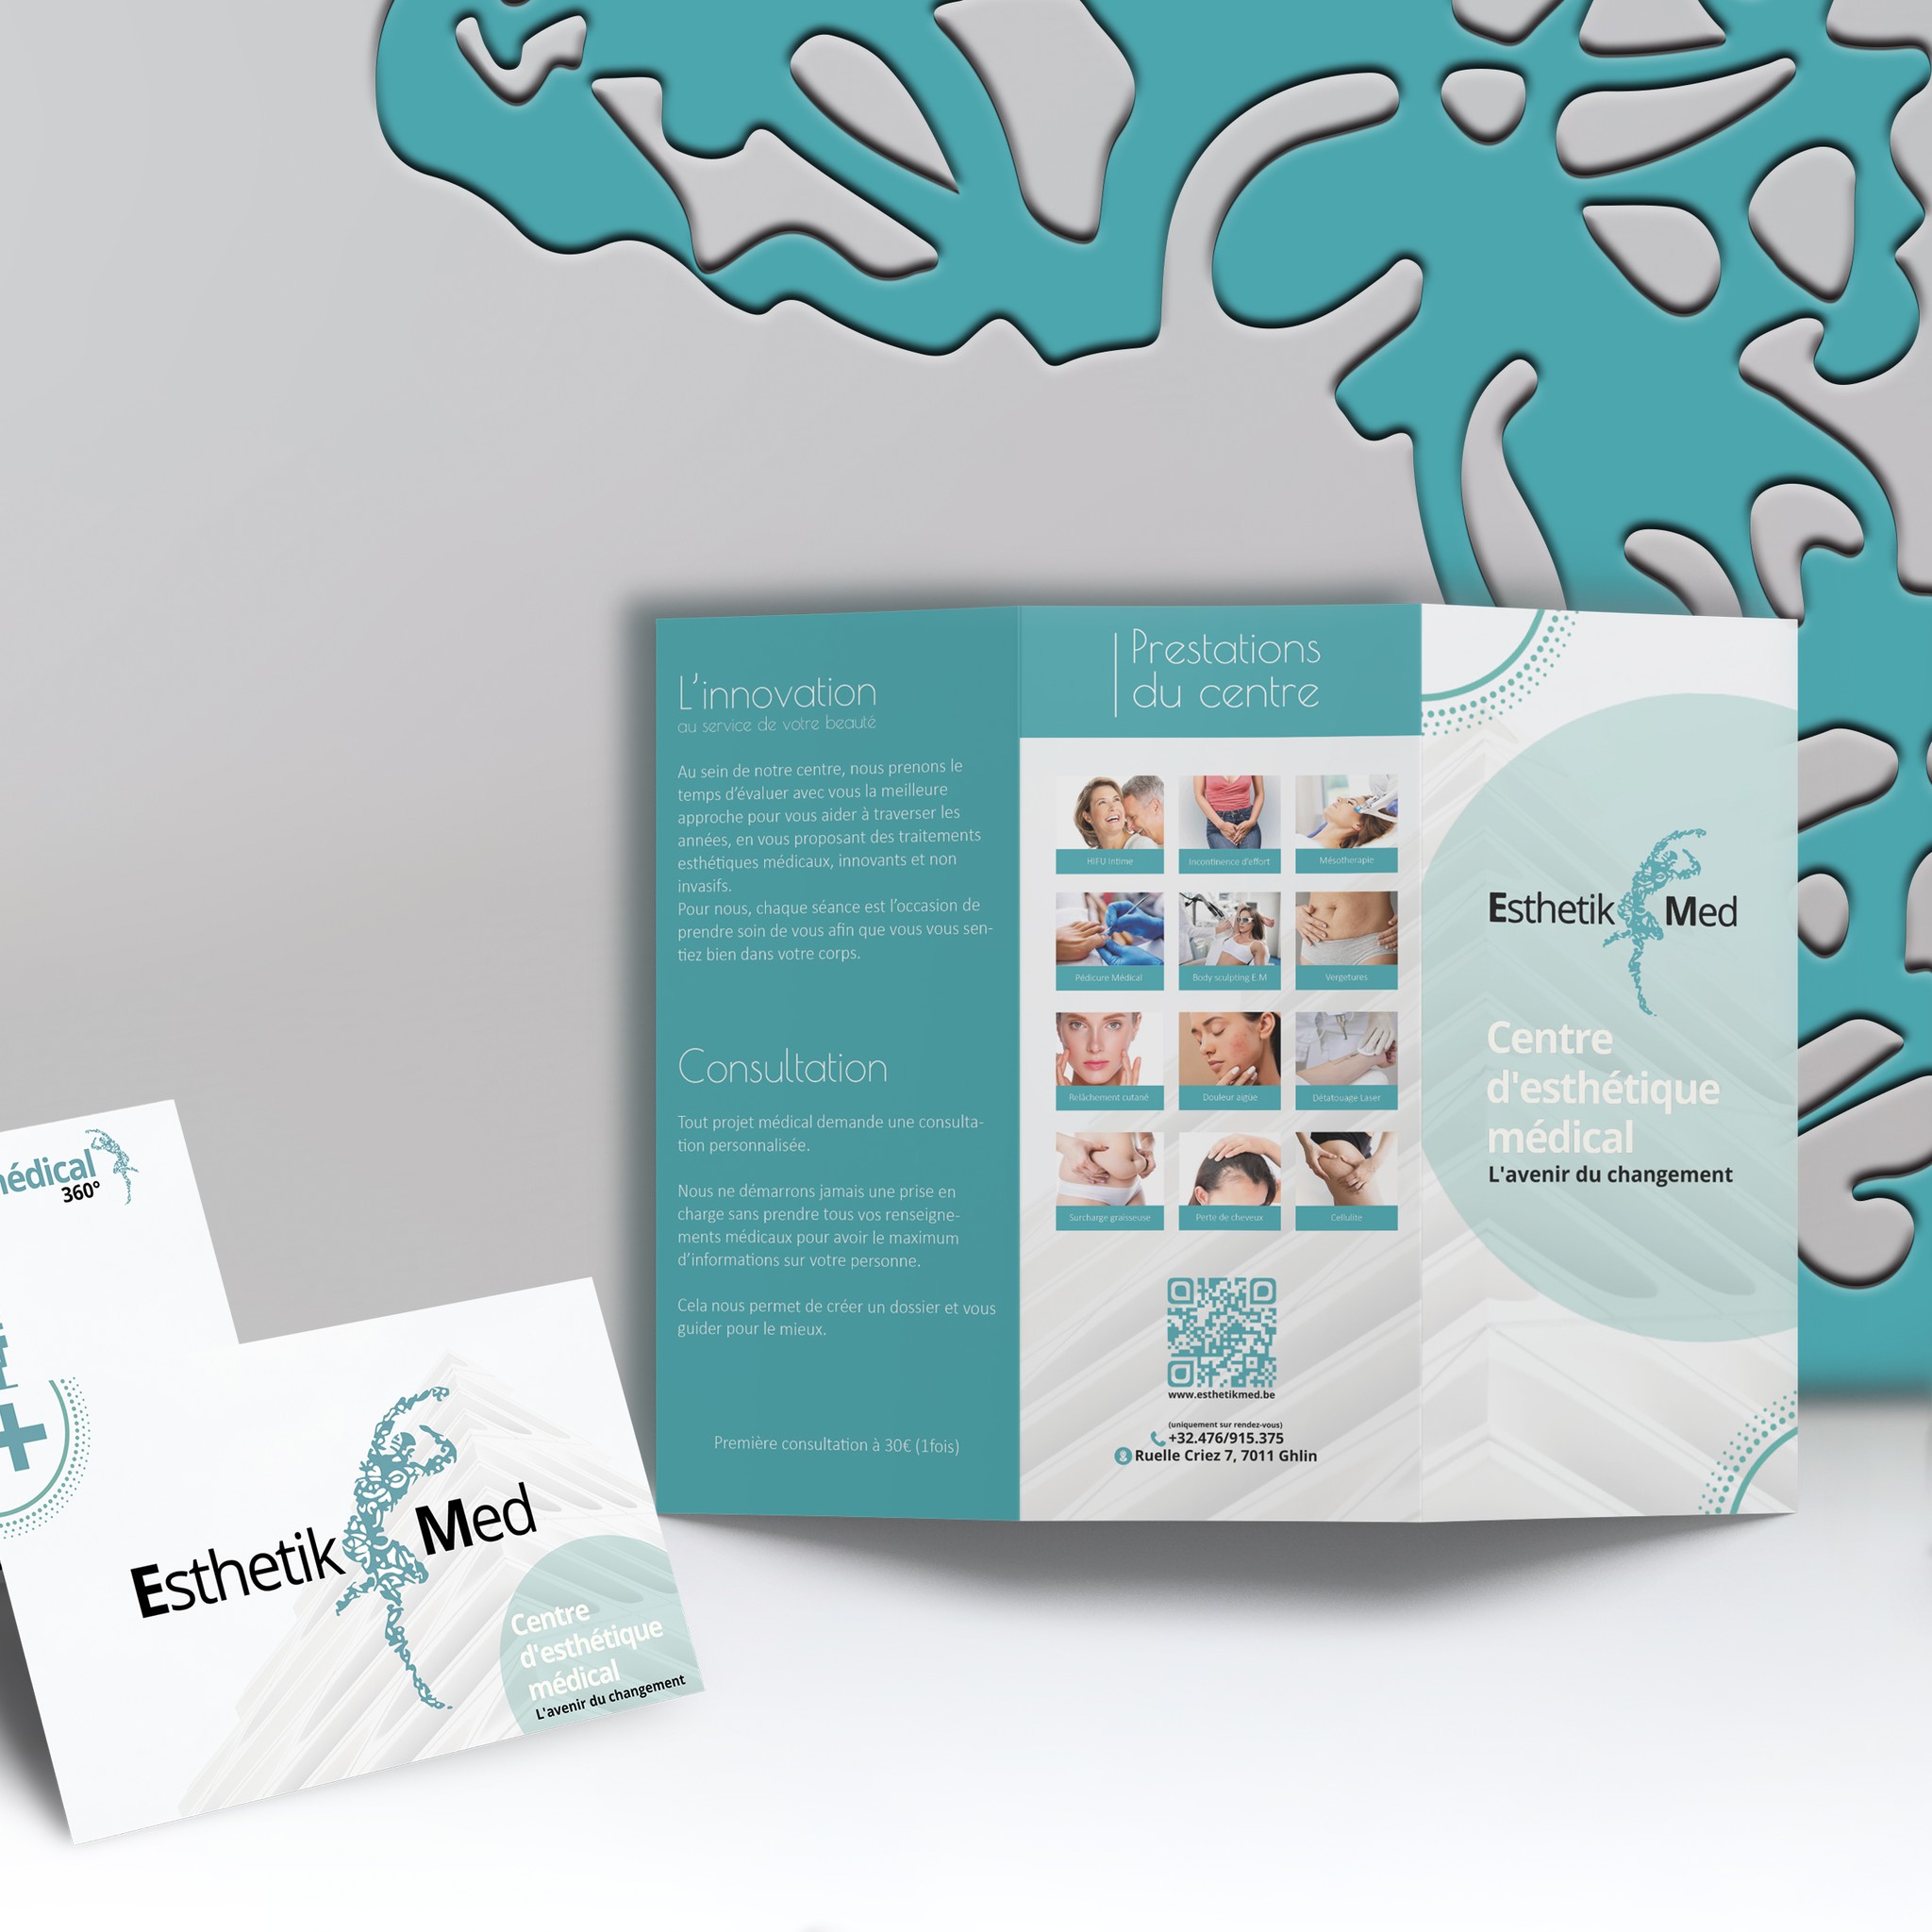 L'innovation
au service de votre beauté
Au sein de notre centre, nous prenons le
temps d'évaluer avec vous la meilleure
approche pour vous aider à traverser les
années, en vous proposant des traitements
esthétiques médicaux, innovants et non
invasifs.
Pour nous, chaque séance est l'occasion de
prendre soin de vous afin que vous vous sen-
tiez bien dans votre corps.
Consultation
Tout projet médical demande une consulta-
tion personnalisée.
Nous ne démarrons jamais une prise en
charge sans prendre tous vos renseigne-
ments médicaux pour avoir le maximum
d'informations sur votre personne.
Cela nous permet de créer un dossier et vous
guider pour le mieux.
Première consultation à 30€ (1fois)
Prestations
du centre
HIFU Intime
Incontinence d'effort
Mésotherapie
Pédicure Médical
Body sculpting E.M
Vergetures
Relâchement cutané
Douleur aigüe
Détatouage Laser
Surcharge graisseuse
Perte de cheveux
Cellulite
www.esthetikmed.be
(uniquement sur rendez-vous)
+32.476/915.375
Ruelle Criez 7, 7011 Ghlin
Esthetik Med
Centre
d'esthétique
médical
L'avenir du changement
médical
360°
Esthetik Med
Centre
d'esthétique
médical
L'avenir du changement